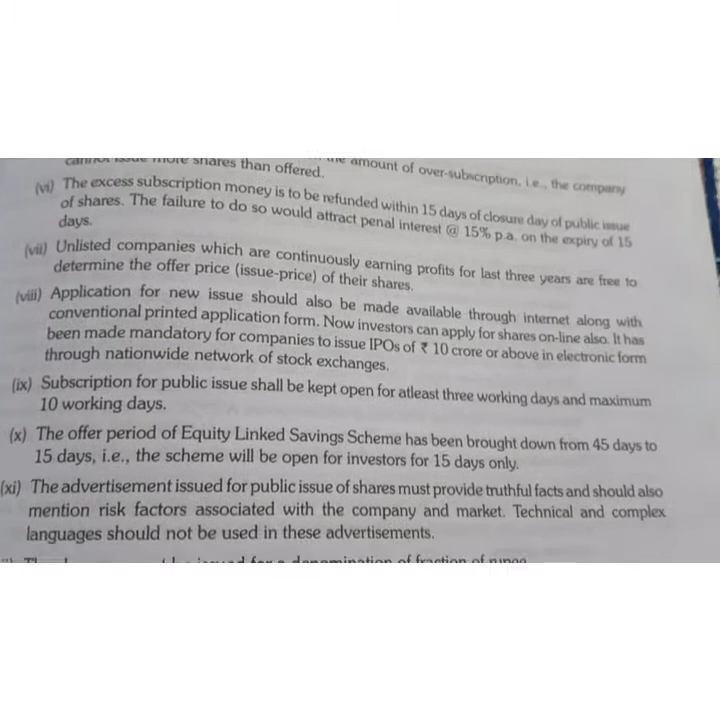 cannot issue more shares than offered. the amount of over-subscription, i.e., the company
(vi) The excess subscription money is to be refunded within 15 days of closure day of public issue
of shares. The failure to do so would attract penal interest @ 15% p.a. on the expiry of 15
days.
(vii) Unlisted companies which are continuously earning profits for last three years are free to
determine the offer price (issue-price) of their shares.
(viii) Application for new issue should also be made available through internet along with
conventional printed application form. Now investors can apply for shares on-line also. It has
been made mandatory for companies to issue IPOs of ₹ 10 crore or above in electronic form
through nationwide network of stock exchanges.
(ix) Subscription for public issue shall be kept open for atleast three working days and maximum
10 working days.
(x) The offer period of Equity Linked Savings Scheme has been brought down from 45 days to
15 days, i.e., the scheme will be open for investors for 15 days only.
(xi) The advertisement issued for public issue of shares must provide truthful facts and should also
mention risk factors associated with the company and market. Technical and complex
languages should not be used in these advertisements.
for a denomination of fraction of rupee